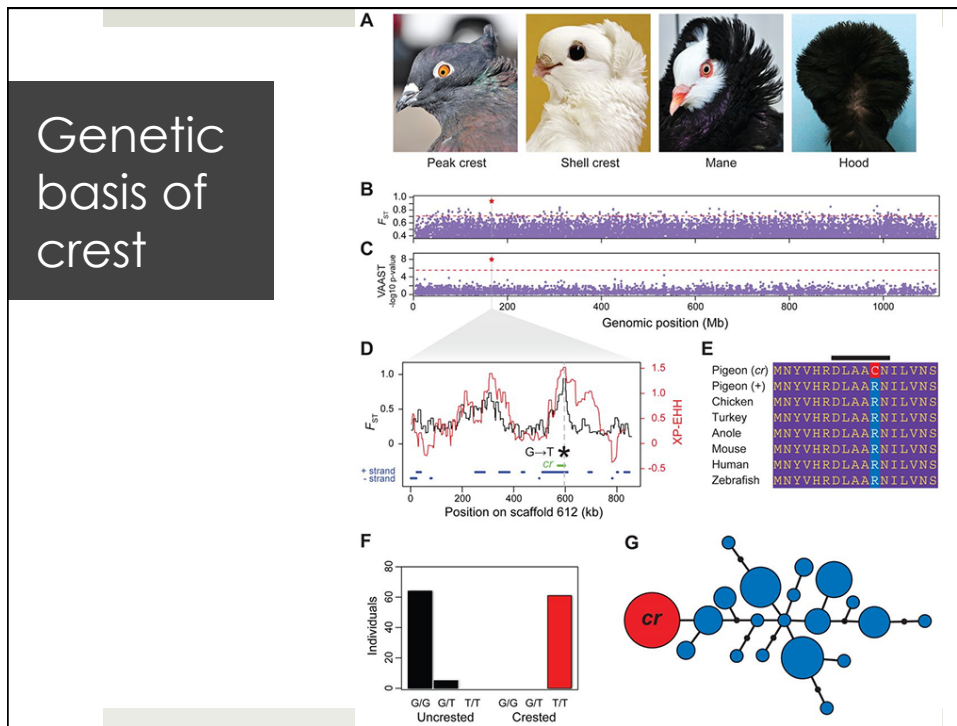 Genetic
basis of
crest
A
Peak crest
Shell crest
Mane
Hood
B
FST
1.0
0.8
0.6
0.4
C
VAAST
-log10 p-value
8
4
0
0
200
400
600
800
1000
Genomic position (Mb)
D
FST
1.0
0.5
0
XP-EHH
1.5
1.0
0.5
0.0
-0.4
G→T *
cr
+ strand
- strand
0
200
400
600
800
Position on scaffold 612 (kb)
E
Pigeon (cr) MNYVHRDLAACNILVNS
Pigeon (+) MNYVHRDLAARNILVNS
Chicken MNYVHRDLAARNILVNS
Turkey MNYVHRDLAARNILVNS
Anole MNYVHRDLAARNILVNS
Mouse MNYVHRDLAARNILVNS
Human MNYVHRDLAARNILVNS
Zebrafish MNYVHRDLAARNILVNS
F
Individuals
80
60
40
20
0
G/G G/T T/T G/G G/T T/T
Uncrested Crested
G
cr